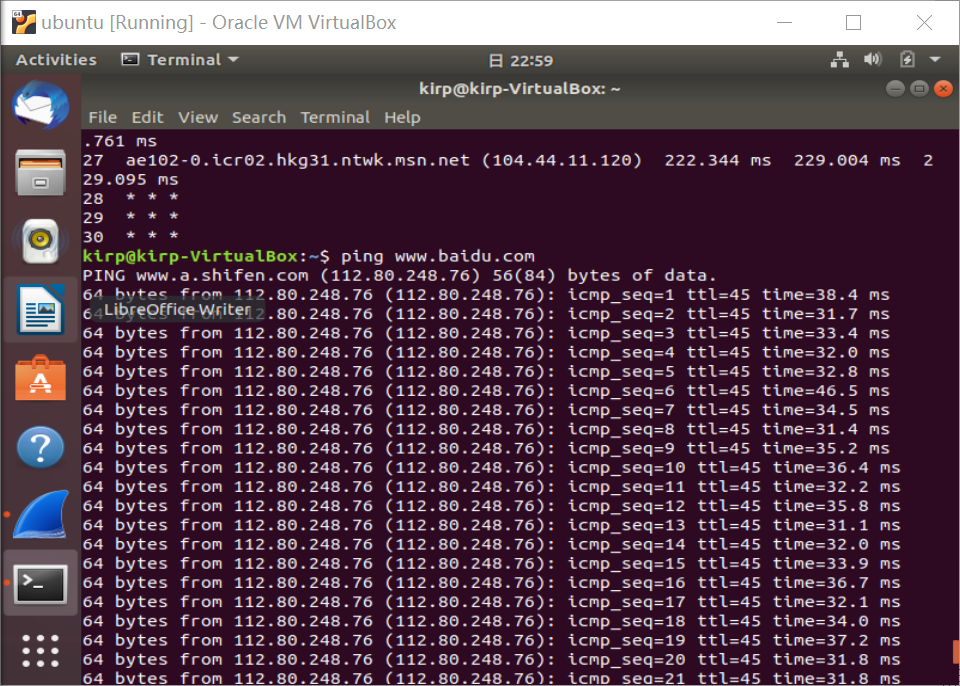 ubuntu [Running] - Oracle VM VirtualBox
Activities Terminal 日 22:59
kirp@kirp-VirtualBox: ~
File Edit View Search Terminal Help
.761 ms
27  ae102-0.icr02.hkg31.ntwk.msn.net (104.44.11.120)  222.344 ms  229.004 ms  2
29.095 ms
28  * * *
29  * * *
30  * * *
kirp@kirp-VirtualBox:~$ ping www.baidu.com
PING www.a.shifen.com (112.80.248.76) 56(84) bytes of data.
64 bytes from 112.80.248.76 (112.80.248.76): icmp_seq=1 ttl=45 time=38.4 ms
LibreOffice Writer
64 bytes from 112.80.248.76 (112.80.248.76): icmp_seq=2 ttl=45 time=31.7 ms
64 bytes from 112.80.248.76 (112.80.248.76): icmp_seq=3 ttl=45 time=33.4 ms
64 bytes from 112.80.248.76 (112.80.248.76): icmp_seq=4 ttl=45 time=32.0 ms
64 bytes from 112.80.248.76 (112.80.248.76): icmp_seq=5 ttl=45 time=32.8 ms
64 bytes from 112.80.248.76 (112.80.248.76): icmp_seq=6 ttl=45 time=46.5 ms
64 bytes from 112.80.248.76 (112.80.248.76): icmp_seq=7 ttl=45 time=34.5 ms
64 bytes from 112.80.248.76 (112.80.248.76): icmp_seq=8 ttl=45 time=31.4 ms
64 bytes from 112.80.248.76 (112.80.248.76): icmp_seq=9 ttl=45 time=35.2 ms
64 bytes from 112.80.248.76 (112.80.248.76): icmp_seq=10 ttl=45 time=36.4 ms
64 bytes from 112.80.248.76 (112.80.248.76): icmp_seq=11 ttl=45 time=32.2 ms
64 bytes from 112.80.248.76 (112.80.248.76): icmp_seq=12 ttl=45 time=35.8 ms
64 bytes from 112.80.248.76 (112.80.248.76): icmp_seq=13 ttl=45 time=31.1 ms
64 bytes from 112.80.248.76 (112.80.248.76): icmp_seq=14 ttl=45 time=32.0 ms
64 bytes from 112.80.248.76 (112.80.248.76): icmp_seq=15 ttl=45 time=33.9 ms
64 bytes from 112.80.248.76 (112.80.248.76): icmp_seq=16 ttl=45 time=36.7 ms
64 bytes from 112.80.248.76 (112.80.248.76): icmp_seq=17 ttl=45 time=32.1 ms
64 bytes from 112.80.248.76 (112.80.248.76): icmp_seq=18 ttl=45 time=34.0 ms
64 bytes from 112.80.248.76 (112.80.248.76): icmp_seq=19 ttl=45 time=37.2 ms
64 bytes from 112.80.248.76 (112.80.248.76): icmp_seq=20 ttl=45 time=31.8 ms
64 bytes from 112.80.248.76 (112.80.248.76): icmp_seq=21 ttl=45 time=31.8 ms